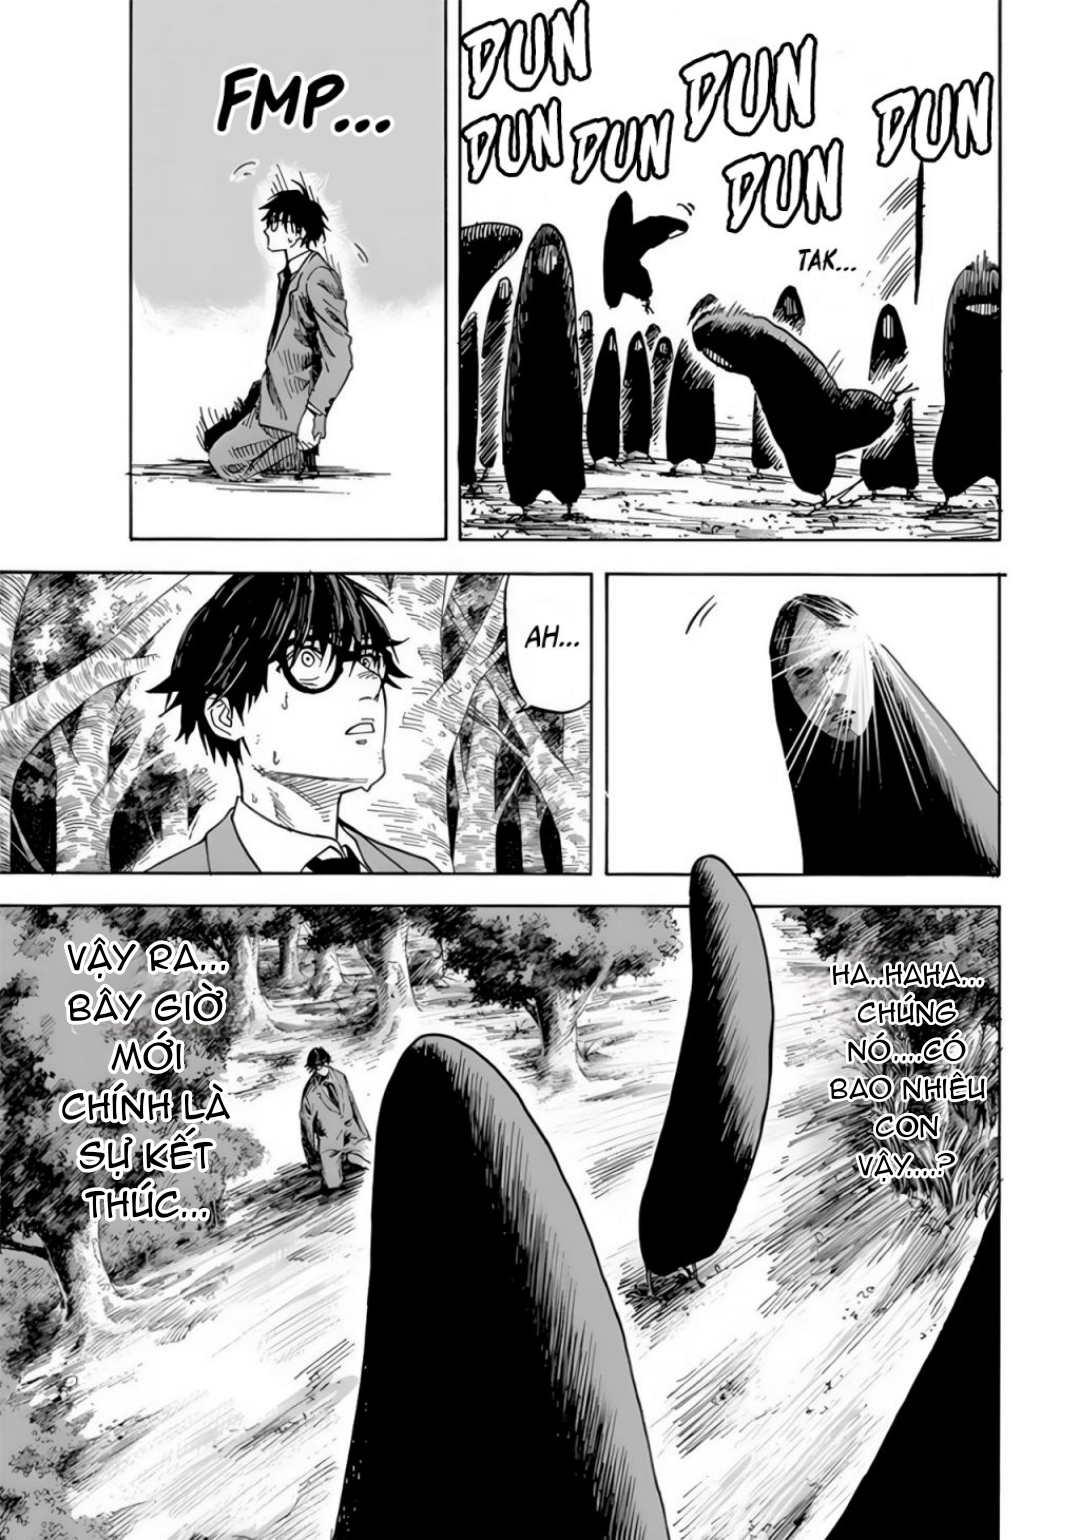 DUN
DUN
DUN
DUN
DUN
DUN
TAK...
FMP...
AH...
HA..HAHA...
CHÚNG
NÓ....CÓ
BAO NHIÊU
CON
VẬY....?
VẬY RA...
BÂY GIỜ
MỚI
CHÍNH LÀ
SỰ KẾT
THÚC...